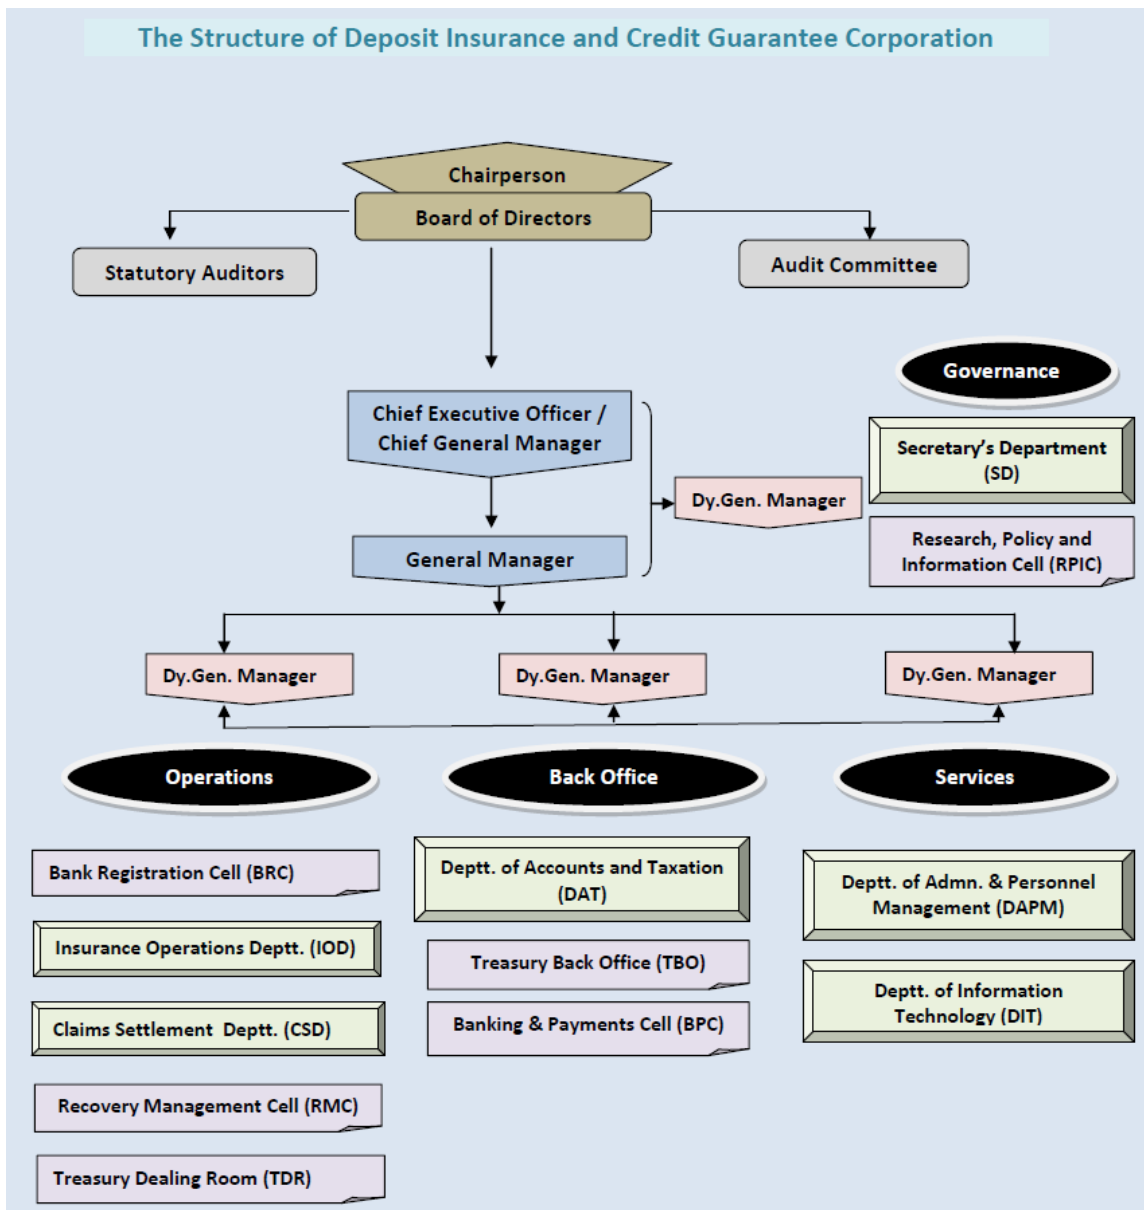 The Structure of Deposit Insurance and Credit Guarantee Corporation
Chairperson
Board of Directors
Statutory Auditors
Audit Committee
Governance
Chief Executive Officer /
Chief General Manager
Secretary’s Department
(SD)
Dy.Gen. Manager
Research, Policy and
Information Cell (RPIC)
General Manager
Dy.Gen. Manager
Dy.Gen. Manager
Dy.Gen. Manager
Operations
Back Office
Services
Bank Registration Cell (BRC)
Insurance Operations Deptt. (IOD)
Claims Settlement Deptt. (CSD)
Recovery Management Cell (RMC)
Treasury Dealing Room (TDR)
Deptt. of Accounts and Taxation
(DAT)
Treasury Back Office (TBO)
Banking & Payments Cell (BPC)
Deptt. of Admn. & Personnel
Management (DAPM)
Deptt. of Information
Technology (DIT)